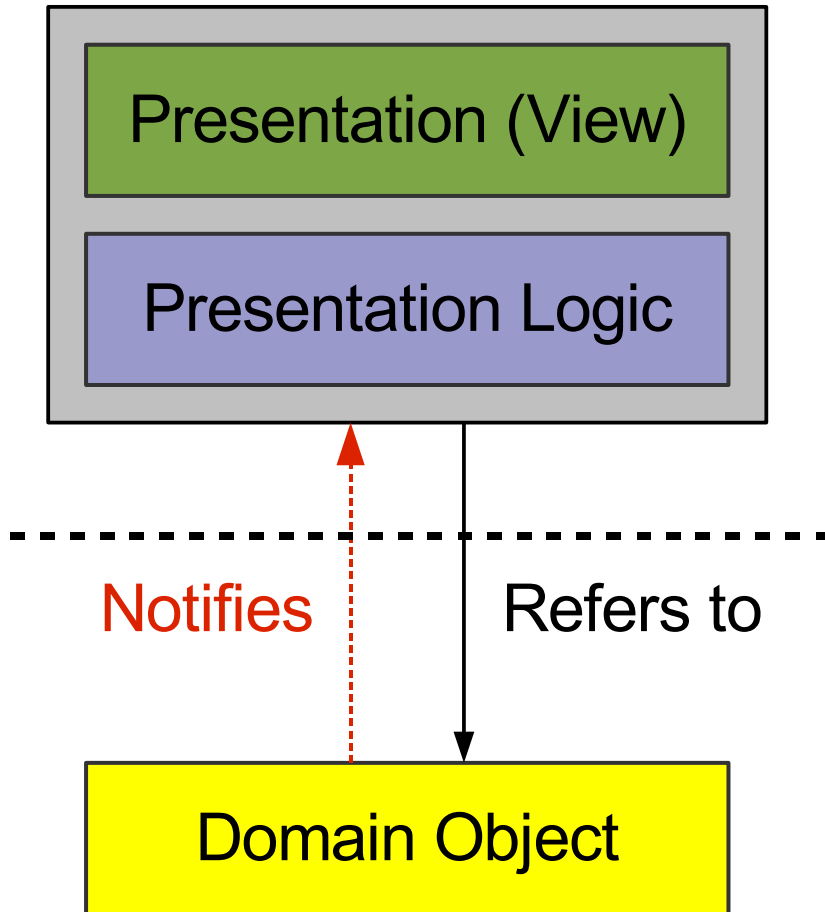 Presentation (View)
Presentation Logic
Notifies
Refers to
Domain Object